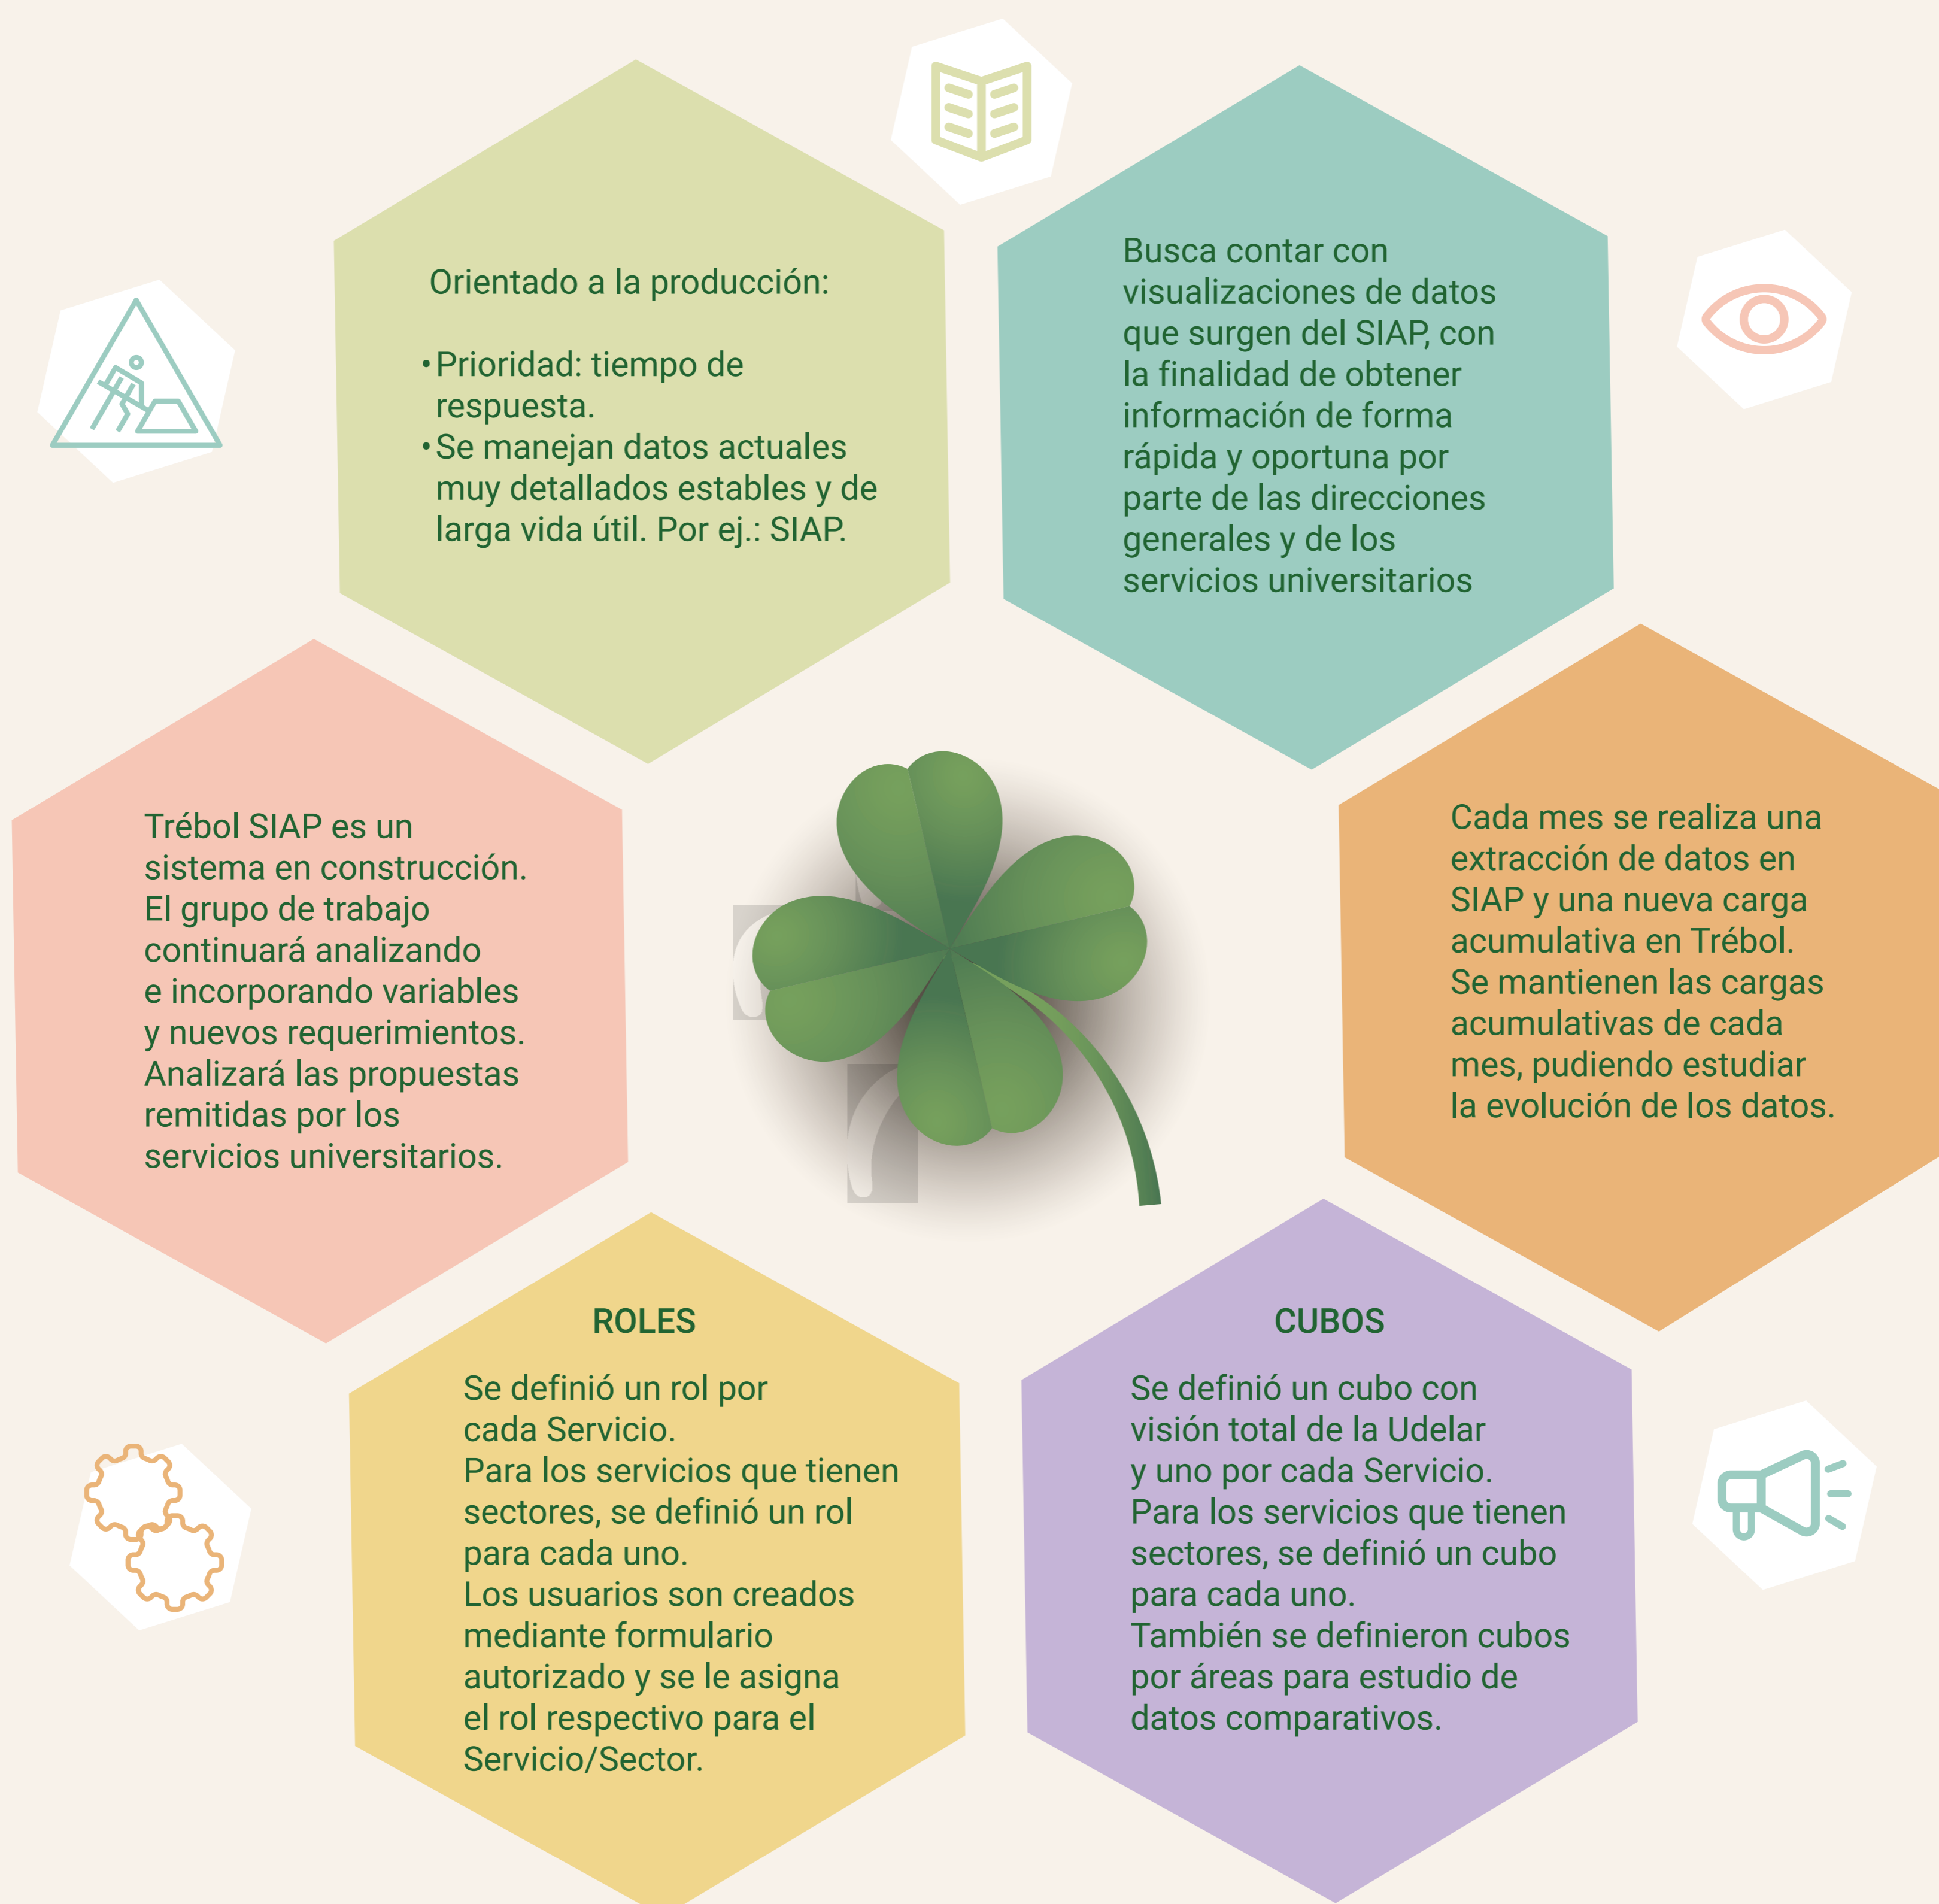 Orientado a la producción:
• Prioridad: tiempo de
respuesta.
• Se manejan datos actuales
muy detallados estables y de
larga vida útil. Por ej.: SIAP.
Busca contar con
visualizaciones de datos
que surgen del SIAP, con
la finalidad de obtener
información de forma
rápida y oportuna por
parte de las direcciones
generales y de los
servicios universitarios
Trébol SIAP es un
sistema en construcción.
El grupo de trabajo
continuará analizando
e incorporando variables
y nuevos requerimientos.
Analizará las propuestas
remitidas por los
servicios universitarios.
Cada mes se realiza una
extracción de datos en
SIAP y una nueva carga
acumulativa en Trébol.
Se mantienen las cargas
acumulativas de cada
mes, pudiendo estudiar
la evolución de los datos.
ROLES
Se definió un rol por
cada Servicio.
Para los servicios que tienen
sectores, se definió un rol
para cada uno.
Los usuarios son creados
mediante formulario
autorizado y se le asigna
el rol respectivo para el
Servicio/Sector.
CUBOS
Se definió un cubo con
visión total de la Udelar
y uno por cada Servicio.
Para los servicios que tienen
sectores, se definió un cubo
para cada uno.
También se definieron cubos
por áreas para estudio de
datos comparativos.